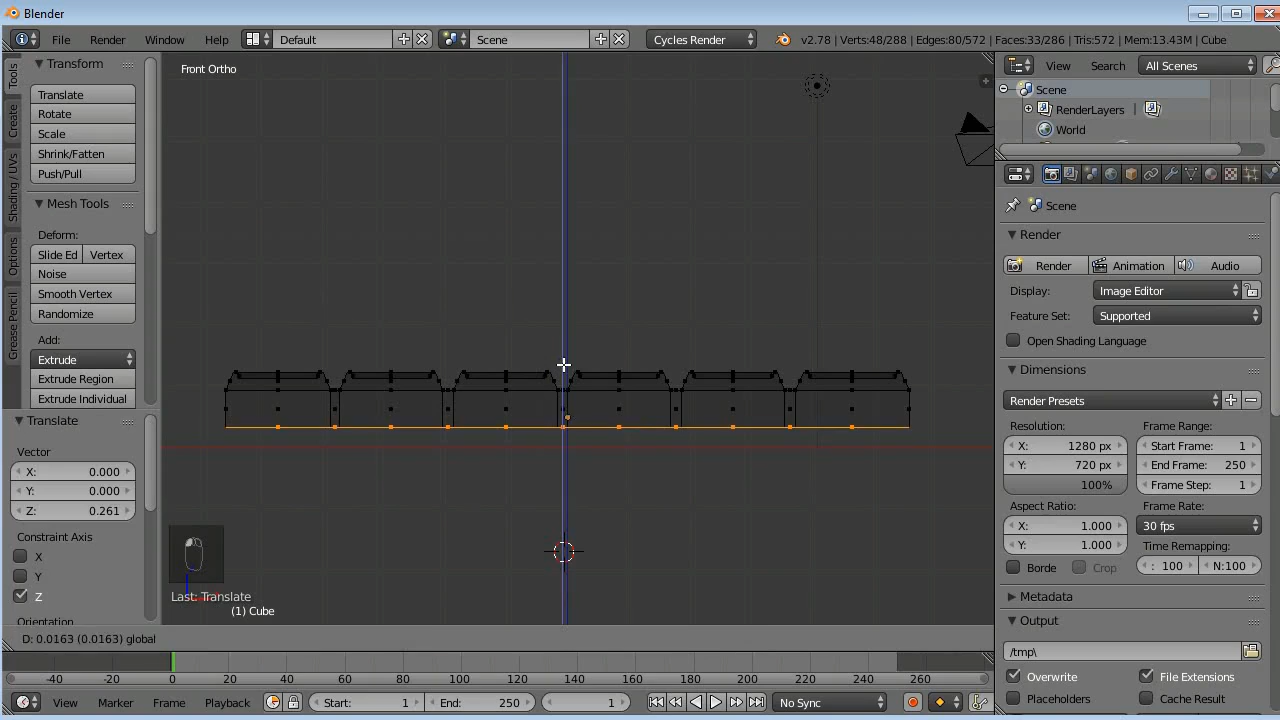 Blender
File Render Window Help Default Scene Cycles Render v2.78 | Verts:48/288 | Edges:80/572 | Faces:33/286 | Tris:572 | Mem:13.43M | Cube
Tools
Create
Shading / UVs
Options
Grease Pencil
Transform
Translate
Rotate
Scale
Shrink/Fatten
Push/Pull
Mesh Tools
Deform:
Slide Ed Vertex
Noise
Smooth Vertex
Randomize
Add:
Extrude
Extrude Region
Extrude Individual
Translate
Vector
X: 0.000
Y: 0.000
Z: 0.261
Constraint Axis
X
Y
Z
Orientation
Front Ortho
Last: Translate
(1) Cube
D: 0.0163 (0.0163) global
View Search All Scenes
Scene
RenderLayers
World
Scene
Render
Render Animation Audio
Display: Image Editor
Feature Set: Supported
Open Shading Language
Dimensions
Render Presets
Resolution: Frame Range:
X: 1280 px Start Frame: 1
Y: 720 px End Frame: 250
100% Frame Step: 1
Aspect Ratio: Frame Rate:
X: 1.000 30 fps
Y: 1.000 Time Remapping:
Borde Crop : 100 N:100
Metadata
Output
/tmp\
Overwrite File Extensions
Placeholders Cache Result
-40 -20 0 20 40 60 80 100 120 140 160 180 200 220 240 260
View Marker Frame Playback Start: 1 End: 250 1 No Sync